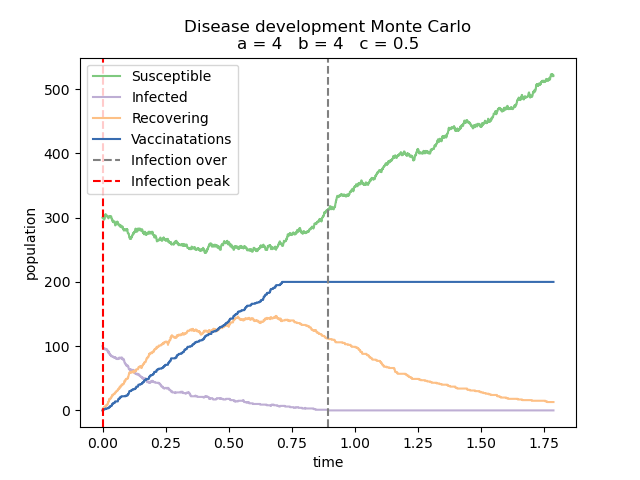 Disease development Monte Carlo
a = 4   b = 4   c = 0.5
Susceptible
Infected
Recovering
Vaccinatations
Infection over
Infection peak
population
500
400
300
200
100
0
0.00 0.25 0.50 0.75 1.00 1.25 1.50 1.75
time